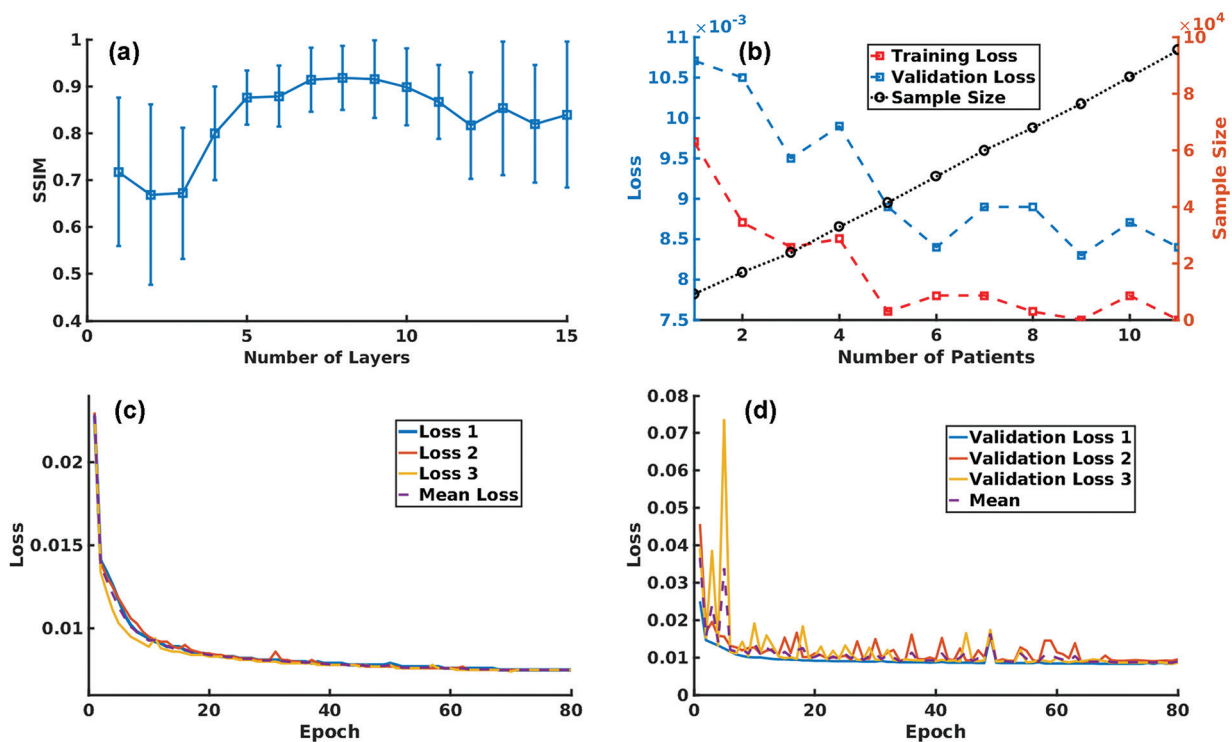 (a)
SSIM
1
0.9
0.8
0.7
0.6
0.5
0.4
0 5 10 15
Number of Layers
(b)
×10⁻³
×10⁴
Loss
11
10.5
10
9.5
9
8.5
8
7.5
Training Loss
Validation Loss
Sample Size
10
8
6
4
2
0
Sample Size
2 4 6 8 10
Number of Patients
(c)
Loss
0.02
0.015
0.01
Loss 1
Loss 2
Loss 3
Mean Loss
0 20 40 60 80
Epoch
(d)
Loss
0.08
0.07
0.06
0.05
0.04
0.03
0.02
0.01
0
Validation Loss 1
Validation Loss 2
Validation Loss 3
Mean
0 20 40 60 80
Epoch